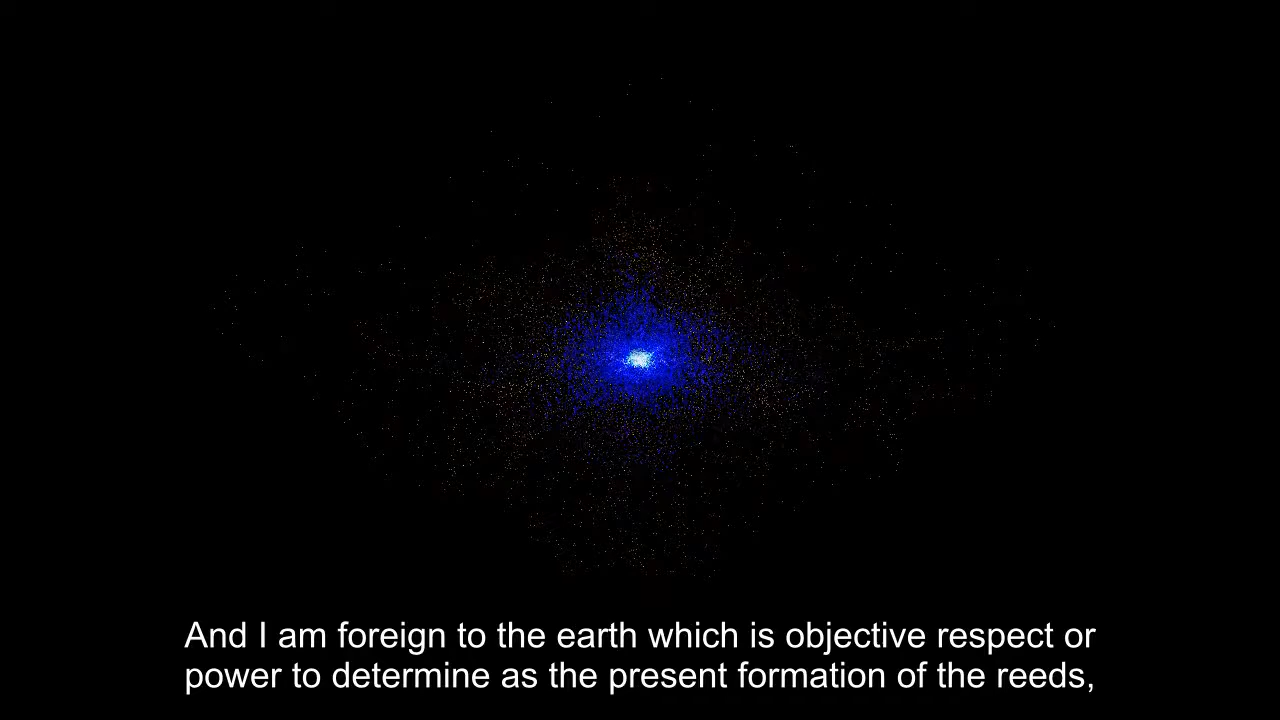 And I am foreign to the earth which is objective respect or
power to determine as the present formation of the reeds,